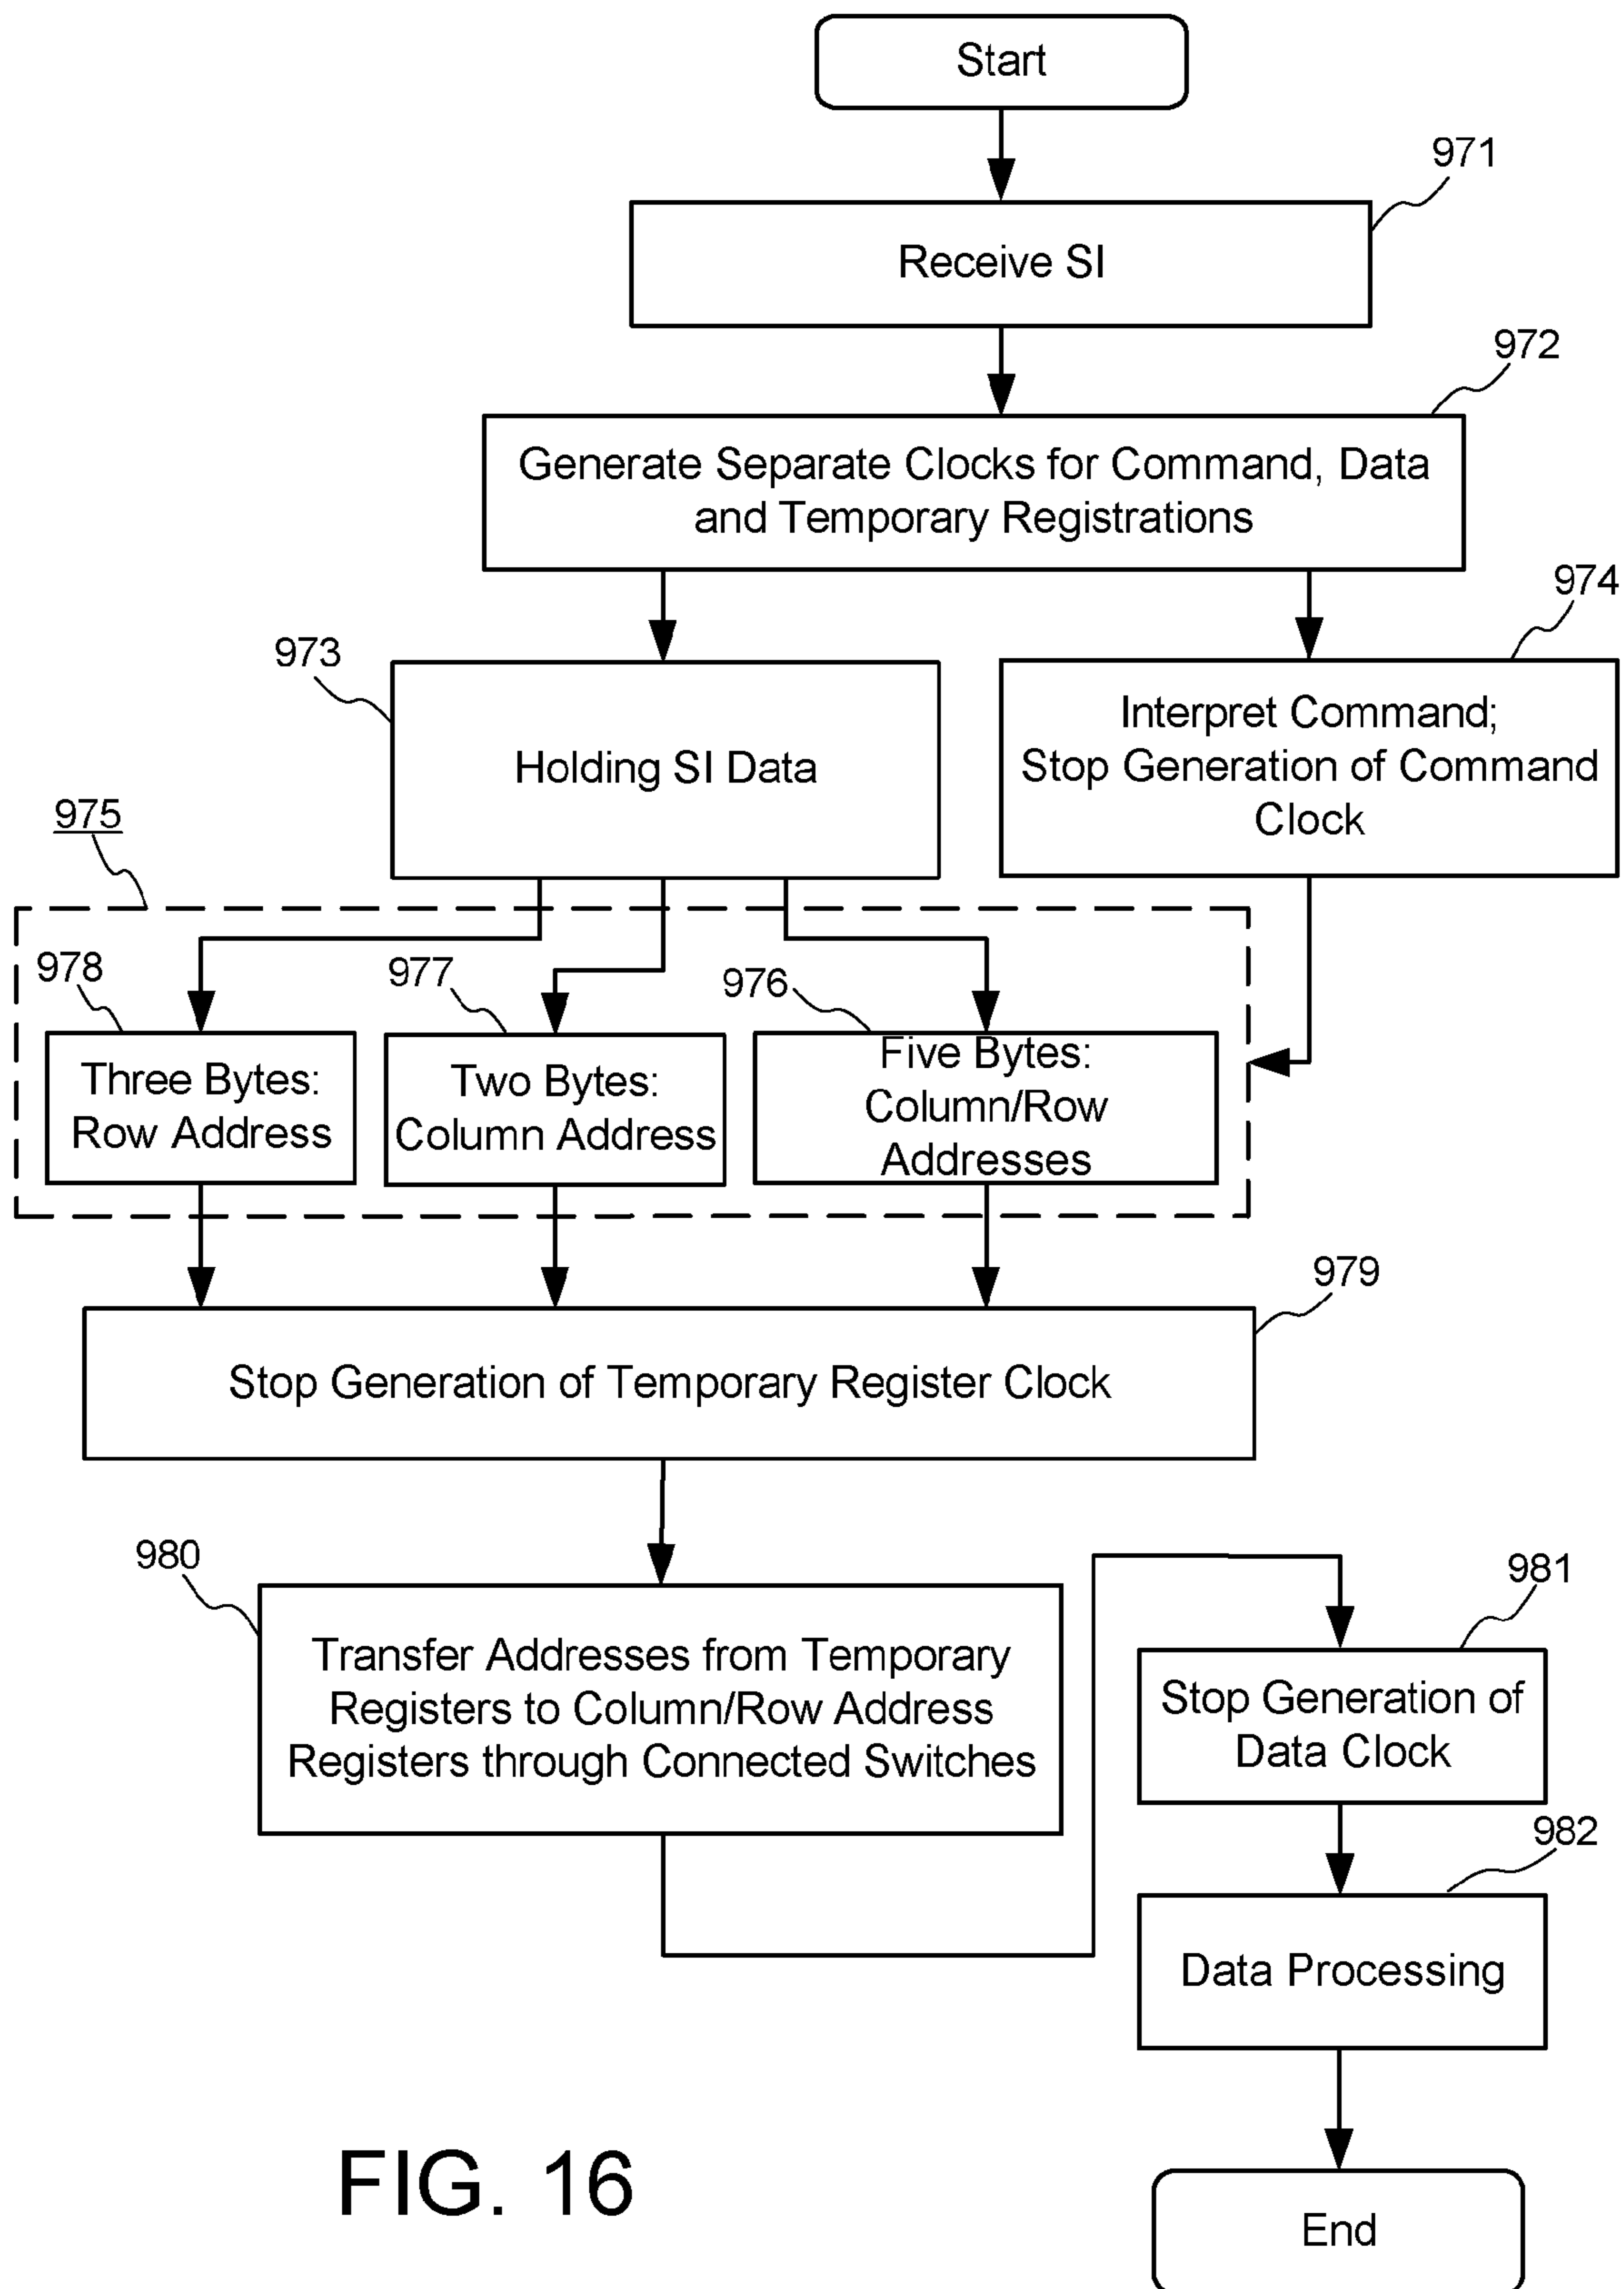 Start
971
Receive SI
972
Generate Separate Clocks for Command, Data
and Temporary Registrations
974
973
Interpret Command;
Stop Generation of Command
Clock
Holding SI Data
975
978
977
976
Three Bytes:
Row Address
Two Bytes:
Column Address
Five Bytes:
Column/Row
Addresses
979
Stop Generation of Temporary Register Clock
980
981
Transfer Addresses from Temporary
Registers to Column/Row Address
Registers through Connected Switches
Stop Generation of
Data Clock
982
Data Processing
FIG. 16
End